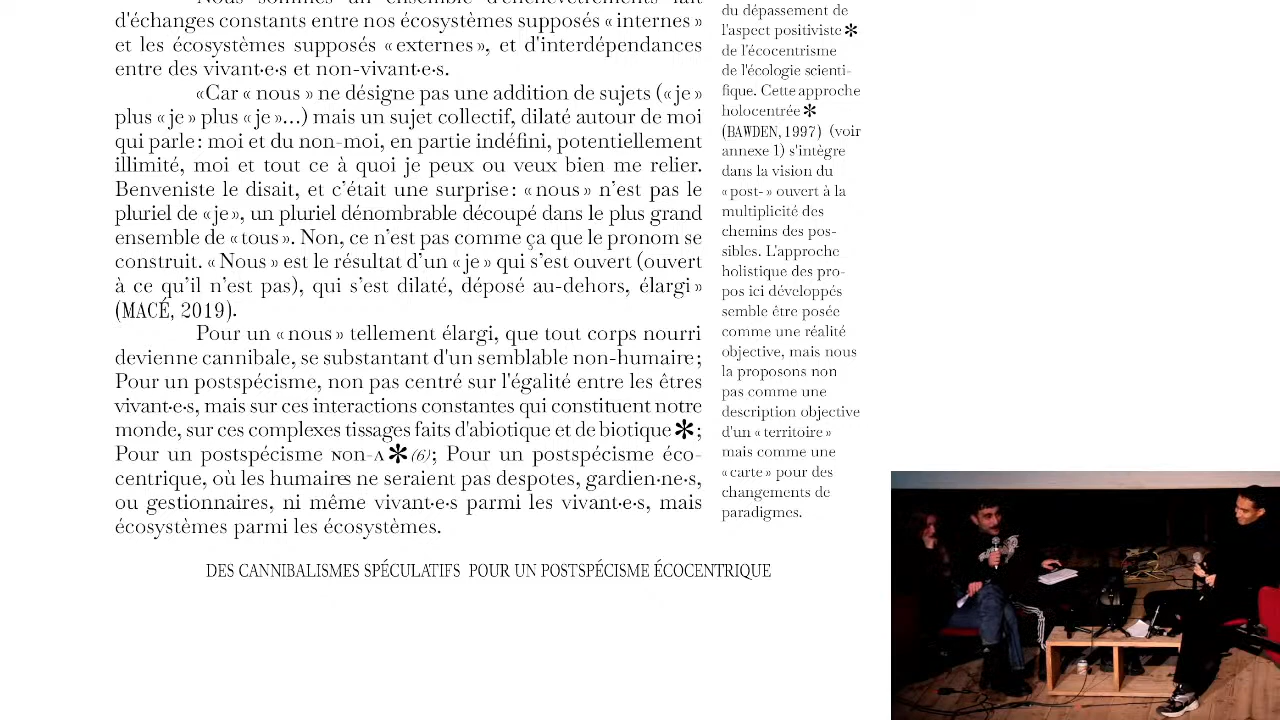 Nous sommes un ensemble d'enchevêtrements fait
d'échanges constants entre nos écosystèmes supposés « internes »
et les écosystèmes supposés « externes », et d'interdépendances
entre des vivant·e·s et non-vivant·e·s.
«Car « nous » ne désigne pas une addition de sujets (« je »
plus « je » plus « je »...) mais un sujet collectif, dilaté autour de moi
qui parle : moi et du non-moi, en partie indéfini, potentiellement
illimité, moi et tout ce à quoi je peux ou veux bien me relier.
Benveniste le disait, et c’était une surprise : « nous » n’est pas le
pluriel de « je », un pluriel dénombrable découpé dans le plus grand
ensemble de « tous ». Non, ce n’est pas comme ça que le pronom se
construit. « Nous » est le résultat d’un « je » qui s’est ouvert (ouvert
à ce qu’il n’est pas), qui s’est dilaté, déposé au-dehors, élargi »
(MACÉ, 2019).
Pour un « nous » tellement élargi, que tout corps nourri
devienne cannibale, se substantant d'un semblable non-humaire ;
Pour un postspécisme, non pas centré sur l'égalité entre les êtres
vivant·e·s, mais sur ces interactions constantes qui constituent notre
monde, sur ces complexes tissages faits d'abiotique et de biotique ✻ ;
Pour un postspécisme NON-A ✻ (6) ; Pour un postspécisme éco-
centrique, où les humaires ne seraient pas despotes, gardien·ne·s,
ou gestionnaires, ni même vivant·e·s parmi les vivant·e·s, mais
écosystèmes parmi les écosystèmes.
du dépassement de
l'aspect positiviste ✻
de l'écocentrisme
de l'écologie scienti-
fique. Cette approche
holocentrée ✻
(BAWDEN, 1997) (voir
annexe 1) s'intègre
dans la vision du
« post- » ouvert à la
multiplicité des
chemins des pos-
sibles. L'approche
holistique des pro-
pos ici développés
semble être posée
comme une réalité
objective, mais nous
la proposons non
pas comme une
description objective
d'un « territoire »
mais comme une
« carte » pour des
changements de
paradigmes.
DES CANNIBALISMES SPÉCULATIFS POUR UN POSTSPÉCISME ÉCOCENTRIQUE